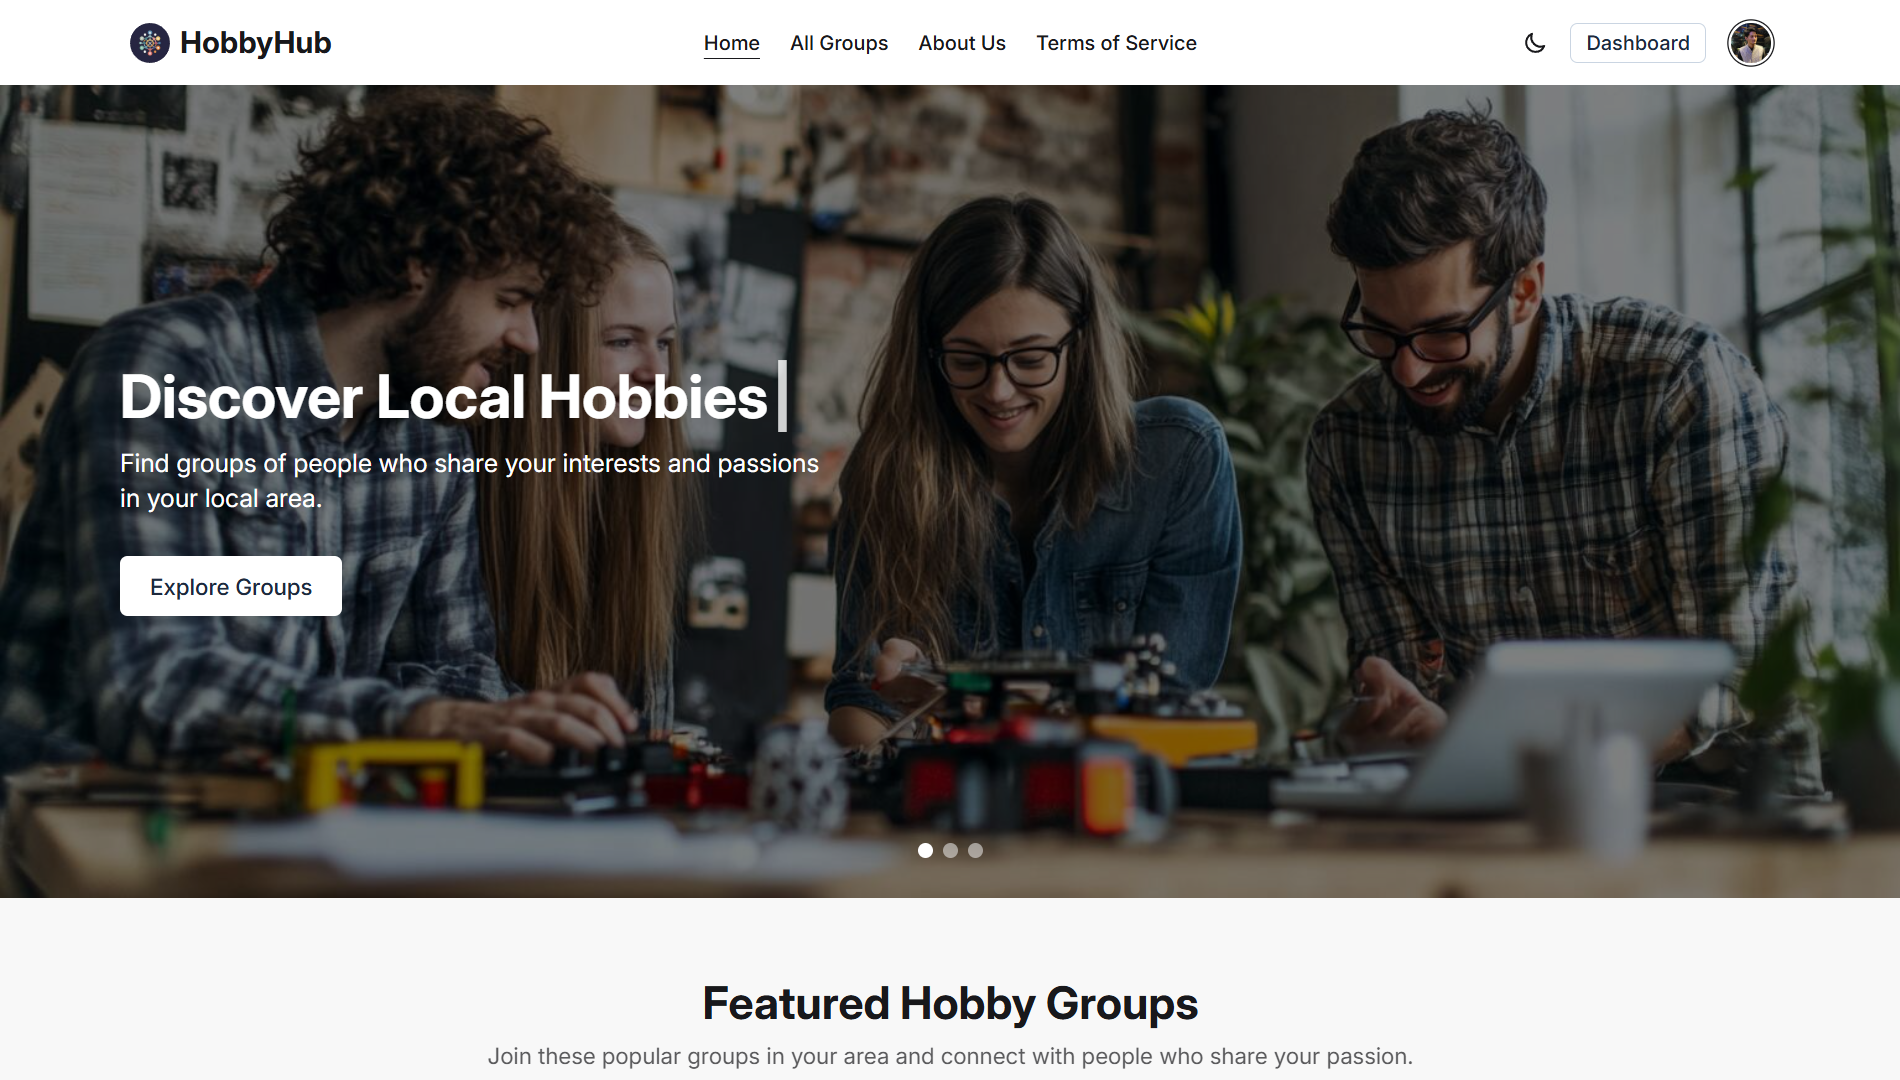 HobbyHub
Home
All Groups
About Us
Terms of Service
Dashboard
Discover Local Hobbies
Find groups of people who share your interests and passions
in your local area.
Explore Groups
Featured Hobby Groups
Join these popular groups in your area and connect with people who share your passion.